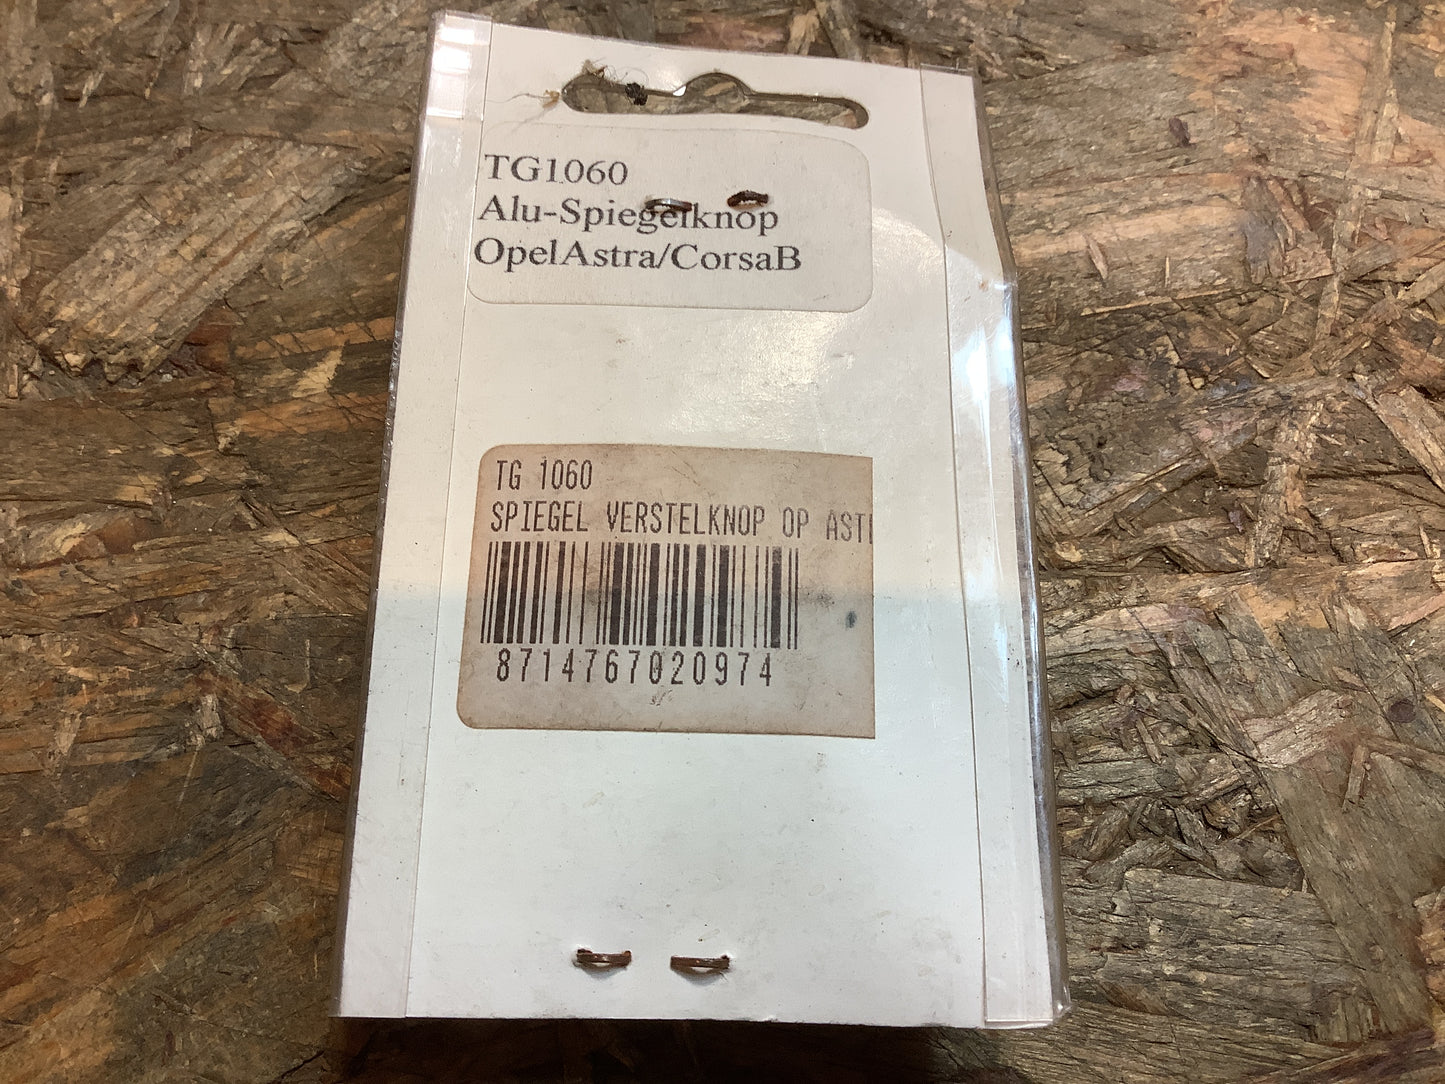 TG1060
Alu-Spiegelknop
OpelAstra/CorsaB
TG 1060
SPIEGEL VERSTELKNOP OP AST
8714767020974